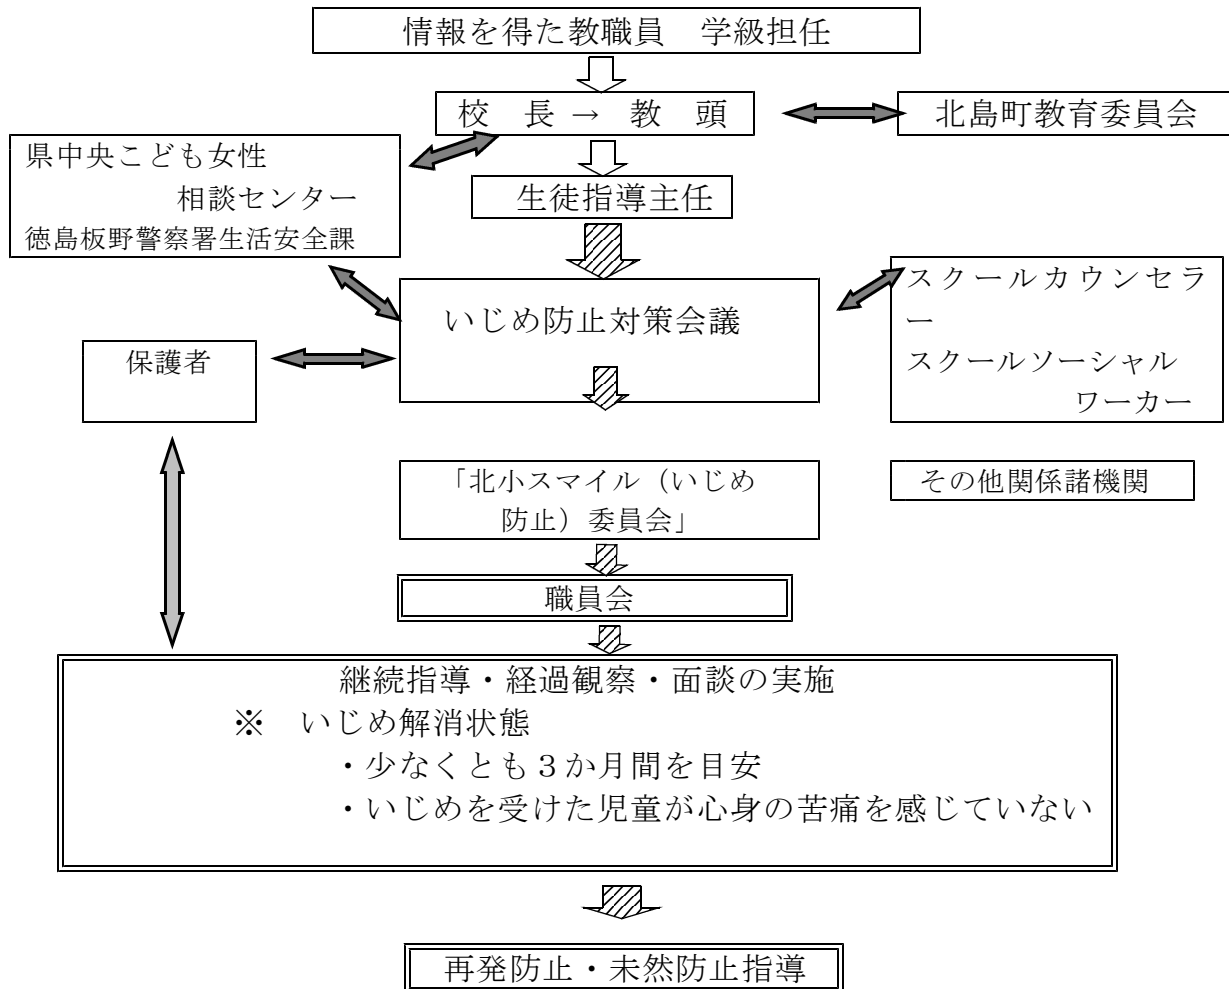 情報を得た教職員　学級担任
校　長 → 教　頭
北島町教育委員会
県中央こども女性
相談センター
徳島板野警察署生活安全課
生徒指導主任
いじめ防止対策会議
スクールカウンセラ
ー
スクールソーシャル
ワーカー
保護者
「北小スマイル（いじめ
防止）委員会」
その他関係諸機関
職員会
継続指導・経過観察・面談の実施
※　いじめ解消状態
・少なくとも３か月間を目安
・いじめを受けた児童が心身の苦痛を感じていない
再発防止・未然防止指導